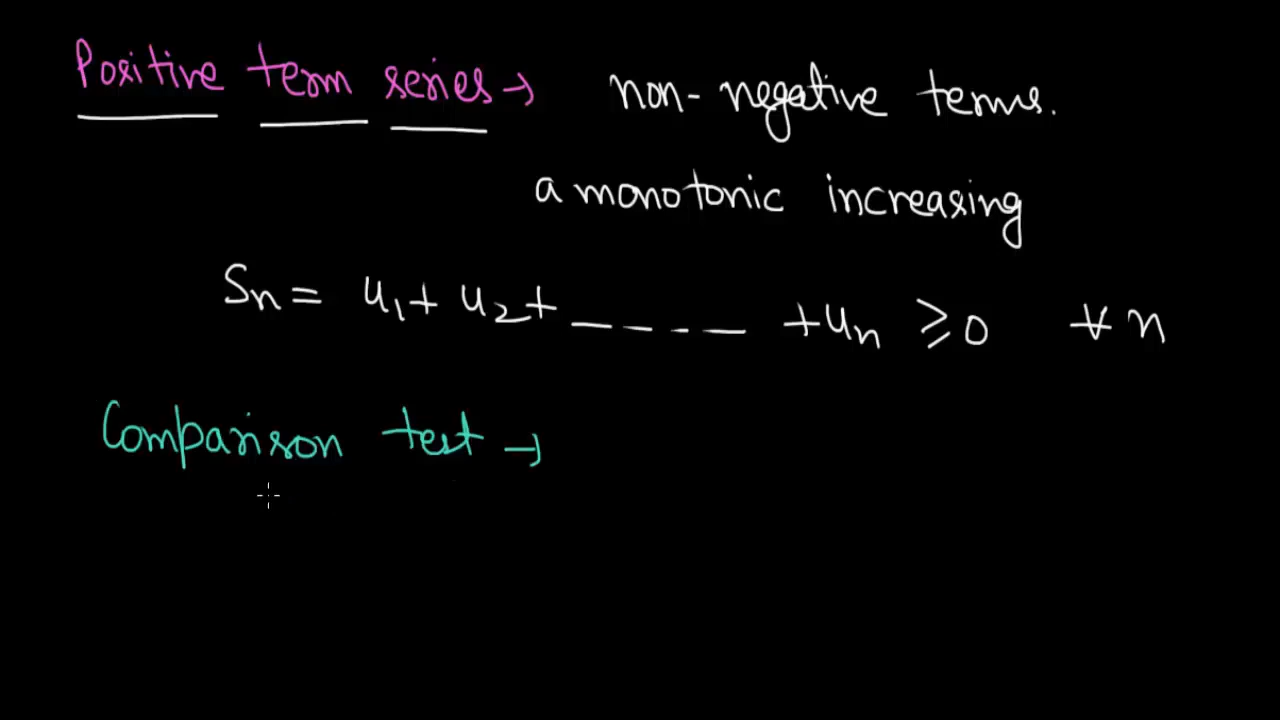 Positive term series → non-negative terms.
a monotonic increasing
Sn = u₁ + u₂ + _ _ _ _ + uₙ ⩾ 0 ∀ n
Comparison test →